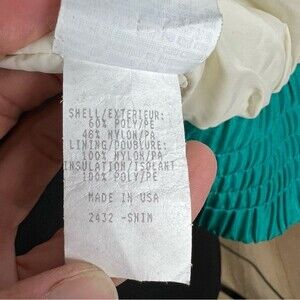 SHELL/EXTERIEUR:
60% POLY/PE
40% NYLON/PA
LINING/DOUBLURE:
100% NYLON/PA
INSULATION/ISOLANT
100% POLY/PE
MADE IN USA
2432 -SHIM